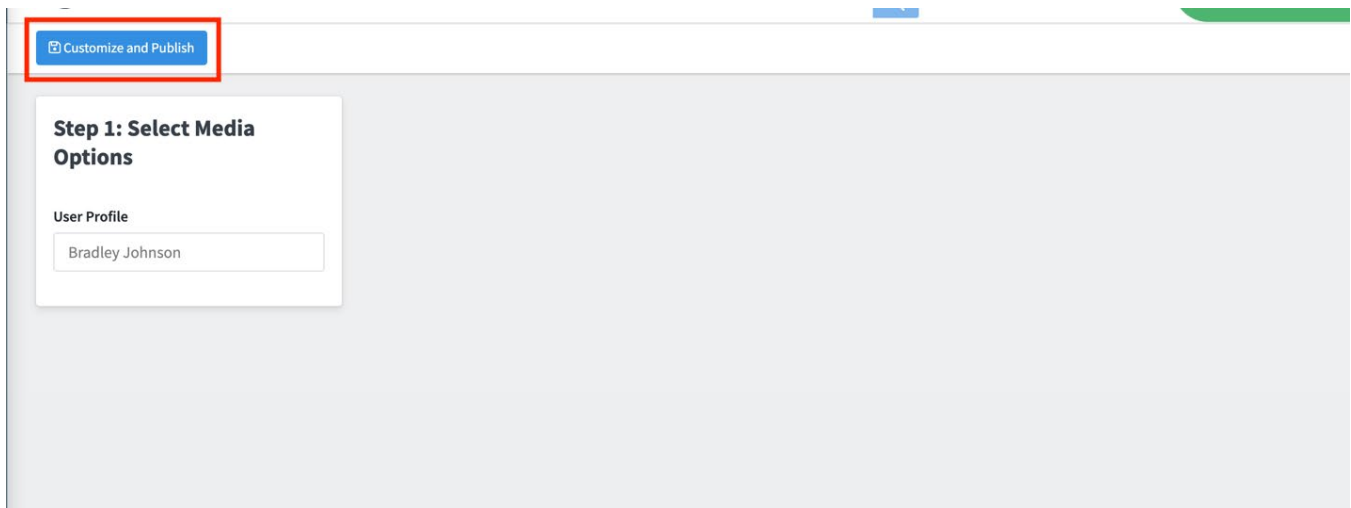 Customize and Publish
Step 1: Select Media
Options
User Profile
Bradley Johnson